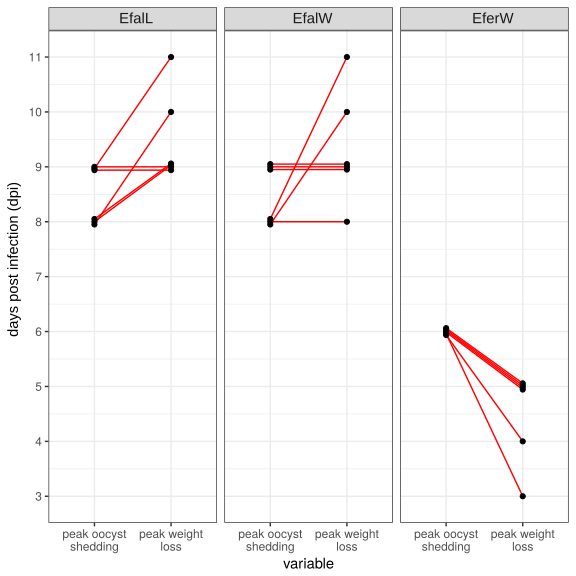 EfalL EfalW EferW
11
10
9
8
7
6
5
4
3
days post infection (dpi)
peak oocyst peak weight peak oocyst peak weight peak oocyst peak weight
shedding loss shedding loss shedding loss
variable